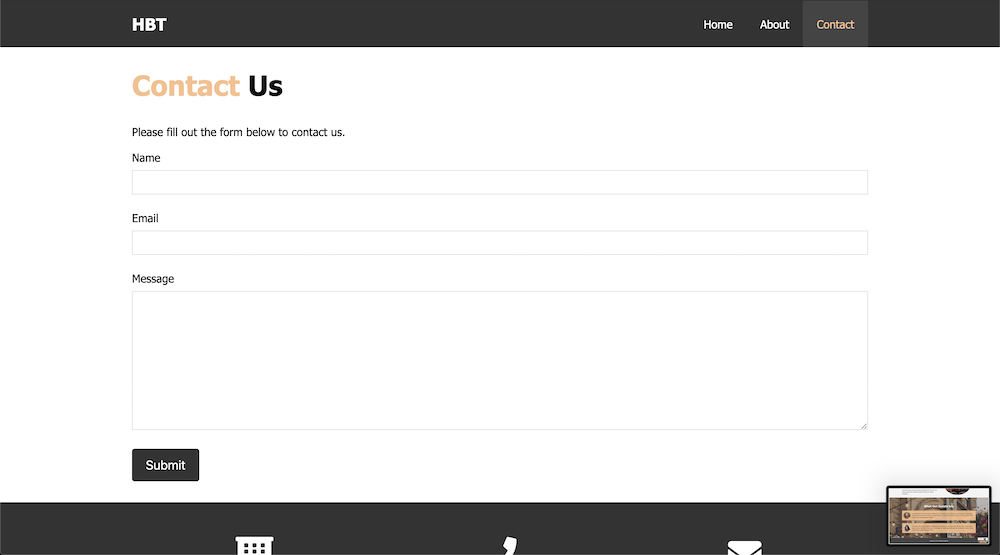 HBT
Home About Contact
Contact Us
Please fill out the form below to contact us.
Name
Email
Message
Submit